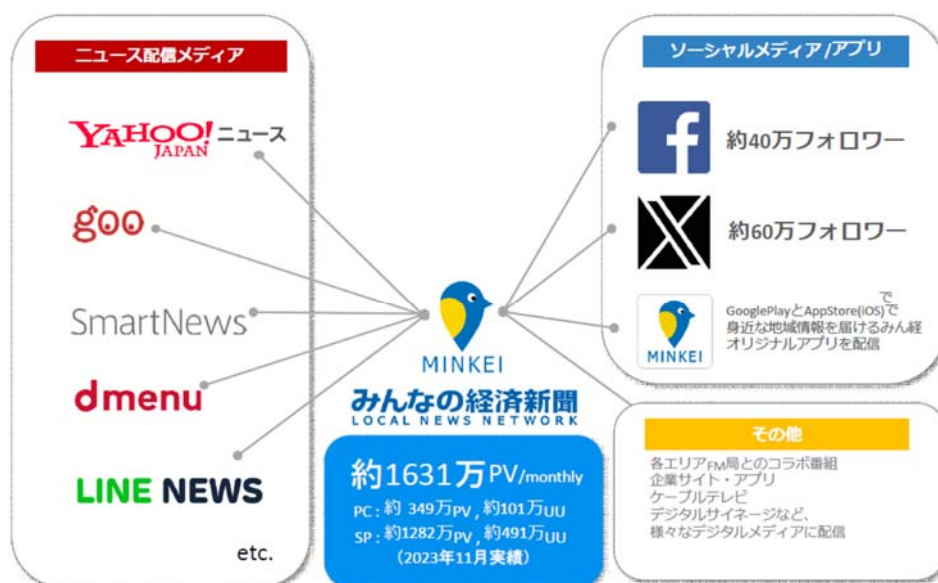 ニュース配信メディア
YAHOO! ニュース
JAPAN
goo
SmartNews
dmenu
LINE NEWS
etc.
MINKEI
みんなの経済新聞
LOCAL NEWS NETWORK
約1631万PV/monthly
PC:約 349万PV , 約101万UU
SP:約1282万PV , 約491万UU
(2023年11月実績)
ソーシャルメディア/アプリ
約40万フォロワー
約60万フォロワー
MINKEI
で
GooglePlayとAppStore(iOS)で
身近な地域情報を届けるみん経
オリジナルアプリを配信
その他
各エリアFM局とのコラボ番組
企業サイト・アプリ
ケーブルテレビ
デジタルサイネージなど、
様々なデジタルメディアに配信